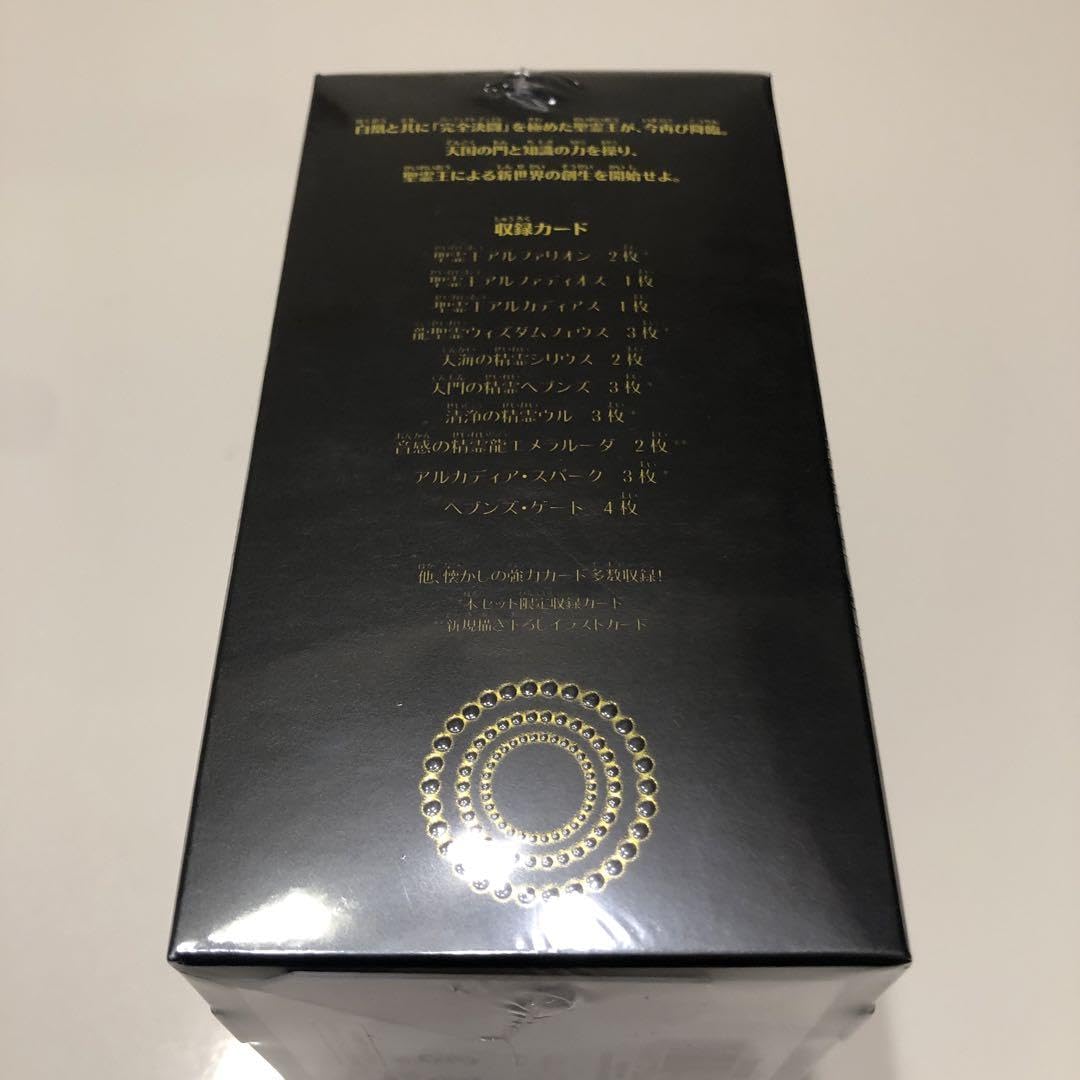 白凰と共に「完全決闘」を極めた聖霊王が、今再び降臨。
天国の門と知識の力を操り、
聖霊王による新世界の創生を開始せよ。
収録カード
聖霊王アルファリオン 2枚
聖霊王アルファディオス 1枚
聖霊王アルカディアス 1枚
龍聖霊ウィズダムフェウス 3枚*
天海の精霊シリウス 2枚
天門の精霊ヘブンズ 3枚*
清浄の精霊ウル 3枚*
音感の精霊龍エメラルーダ 2枚**
アルカディア・スパーク 3枚*
ヘブンズ・ゲート 4枚
他、懐かしの強力カード多数収録!
*本セット限定収録カード
**新規描き下ろしイラストカード